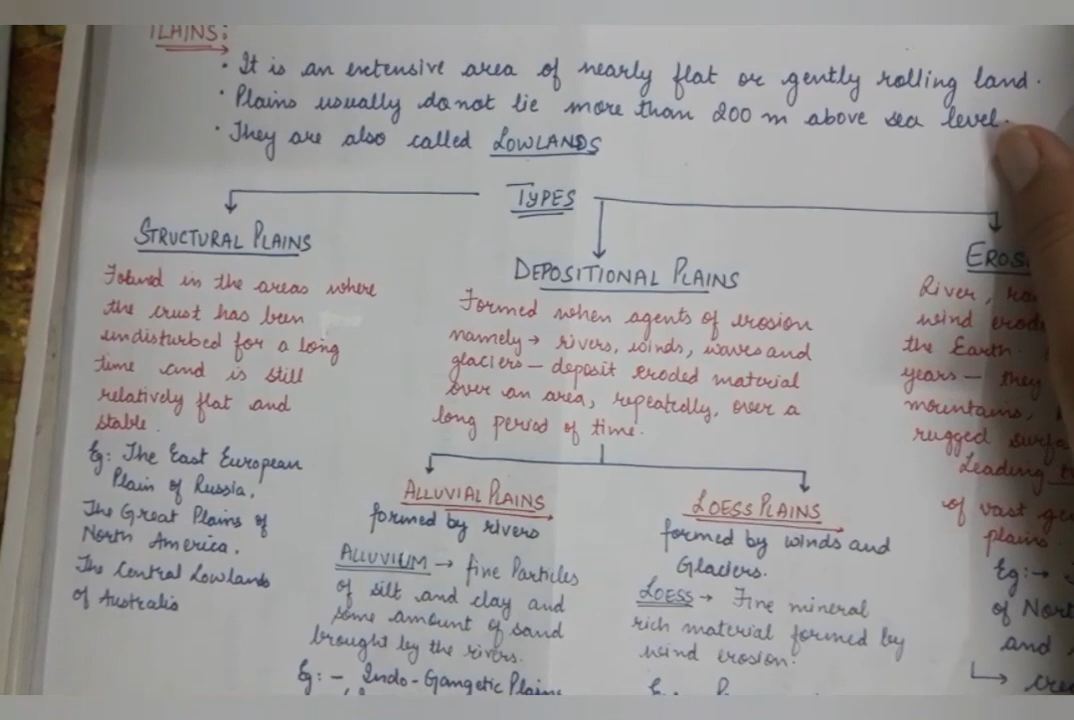 PLAINS:
• It is an extensive area of nearly flat or gently rolling land.
• Plains usually donot lie more than 200 m above sea level.
• They are also called LOWLANDS
TYPES
STRUCTURAL PLAINS
Formed in the areas where
the crust has been
undisturbed for a long
time and is still
relatively flat and
stable.
Eg: The East European
Plain of Russia.
The Great Plains of
North America.
The Central Lowlands
of Australia
DEPOSITIONAL PLAINS
Formed when agents of erosion
namely → rivers, winds, waves and
glaciers – deposit eroded material
over an area, repeatedly, over a
long period of time.
ALLUVIAL PLAINS
formed by rivers
ALLUVIUM → fine Particles
of silt and clay and
some amount of sand
brought by the rivers.
Eg: –, Indo-Gangetic Plains
LOESS PLAINS
formed by winds and
Glaciers.
LOESS → Fine mineral
rich material formed by
wind erosion.
EROS
River,
wind erod
the Earth
years – they
mountains,
rugged surfa
Leading
of vast
plains
Eg: →
of Nort
and
↳